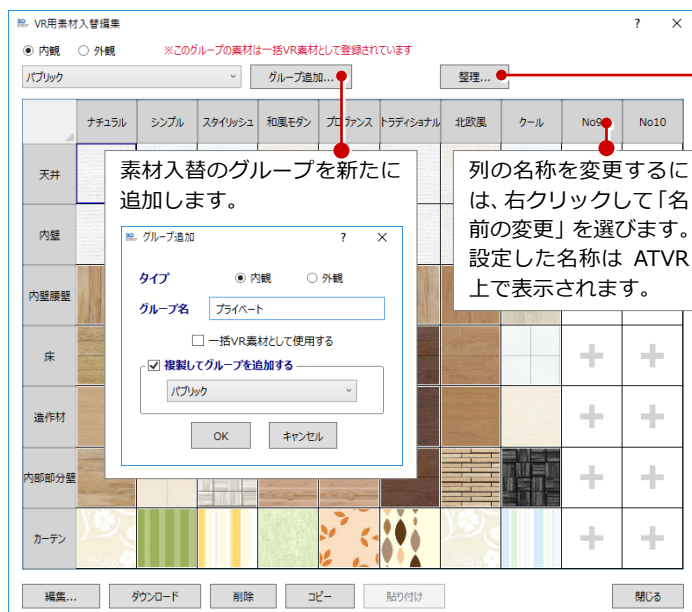 VR用素材入替編集
内観 外観 ※このグループの素材は一括VR素材として登録されています
パブリック グループ追加... 整理...
ナチュラル シンプル スタイリッシュ 和風モダン プロヴァンス トラディショナル 北欧風 クール No9 No10
天井
内壁
内壁腰壁
床
造作材
内部部分壁
カーテン
素材入替のグループを新たに
追加します。
グループ追加
タイプ 内観 外観
グループ名 プライベート
一括VR素材として使用する
複製してグループを追加する
パブリック
OK キャンセル
列の名称を変更するに
は、右クリックして「名
前の変更」を選びます。
設定した名称は ATVR
上で表示されます。
編集... ダウンロード 削除 コピー 貼り付け 閉じる